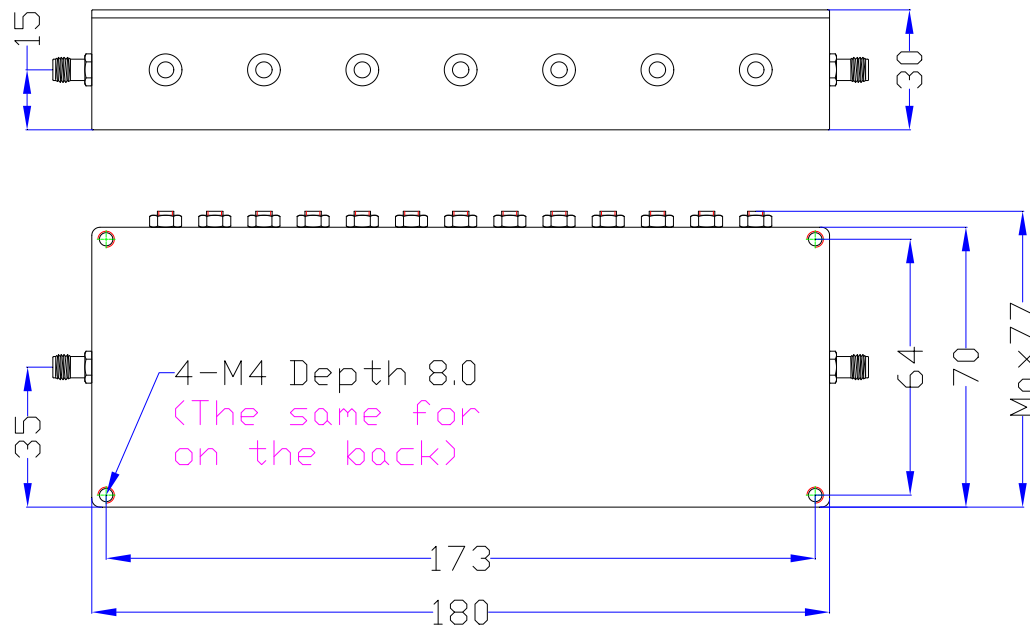 15
30
4-M4 Depth 8.0
(The same for
on the back)
35
64
70
Max77
173
180